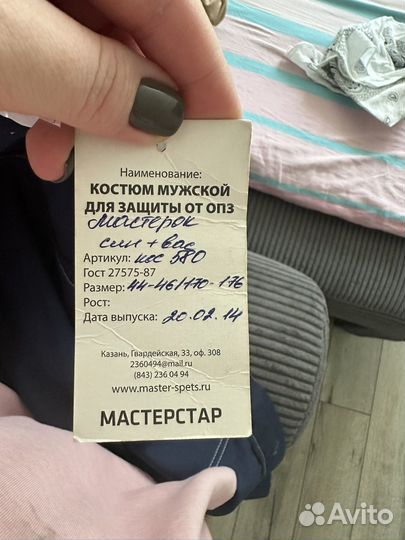 Наименование:
КОСТЮМ МУЖСКОЙ
ДЛЯ ЗАЩИТЫ ОТ ОПЗ
Мастерок
син + вас
Артикул: кос 580
Гост 27575-87
Размер: 44-46/170-176
Рост:
Дата выпуска: 20.02.14
Казань, Гвардейская, 33, оф. 308
2360494@mail.ru
(843) 236 04 94
www.master-spets.ru
МАСТЕРСТАР
Avito